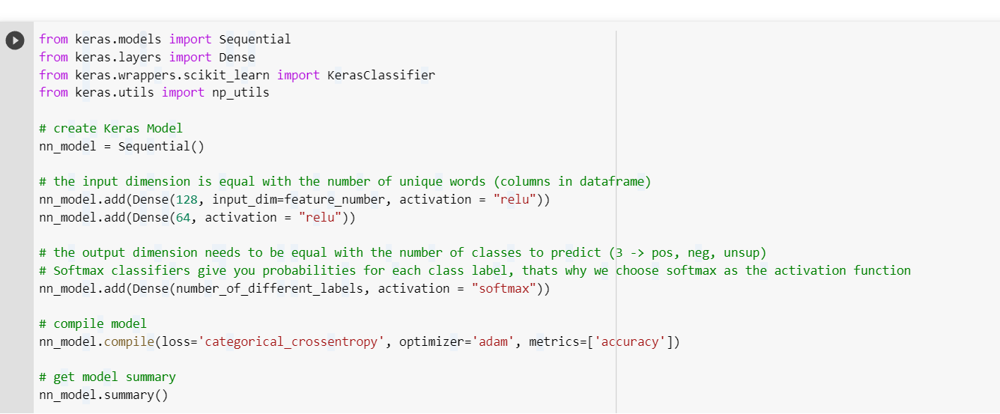 from keras.models import Sequential
from keras.layers import Dense
from keras.wrappers.scikit_learn import KerasClassifier
from keras.utils import np_utils
# create Keras Model
nn_model = Sequential()
# the input dimension is equal with the number of unique words (columns in dataframe)
nn_model.add(Dense(128, input_dim=feature_number, activation = "relu"))
nn_model.add(Dense(64, activation = "relu"))
# the output dimension needs to be equal with the number of classes to predict (3 -> pos, neg, unsup)
# Softmax classifiers give you probabilities for each class label, thats why we choose softmax as the activation function
nn_model.add(Dense(number_of_different_labels, activation = "softmax"))
# compile model
nn_model.compile(loss='categorical_crossentropy', optimizer='adam', metrics=['accuracy'])
# get model summary
nn_model.summary()